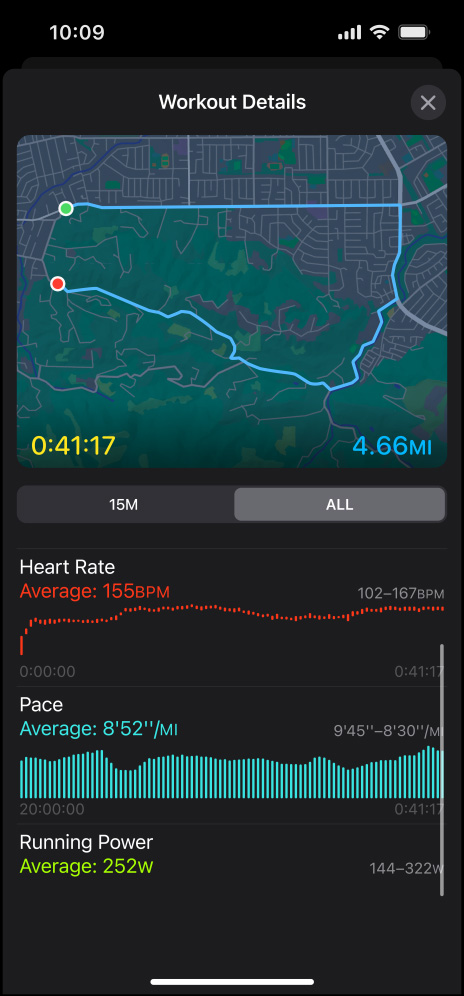 10:09
Workout Details
0:41:17
4.66MI
15M
ALL
Heart Rate
Average: 155BPM
102–167BPM
0:00:00
0:41:17
Pace
Average: 8'52''/MI
9'45''–8'30''/MI
20:00:00
0:41:17
Running Power
Average: 252W
144–322W